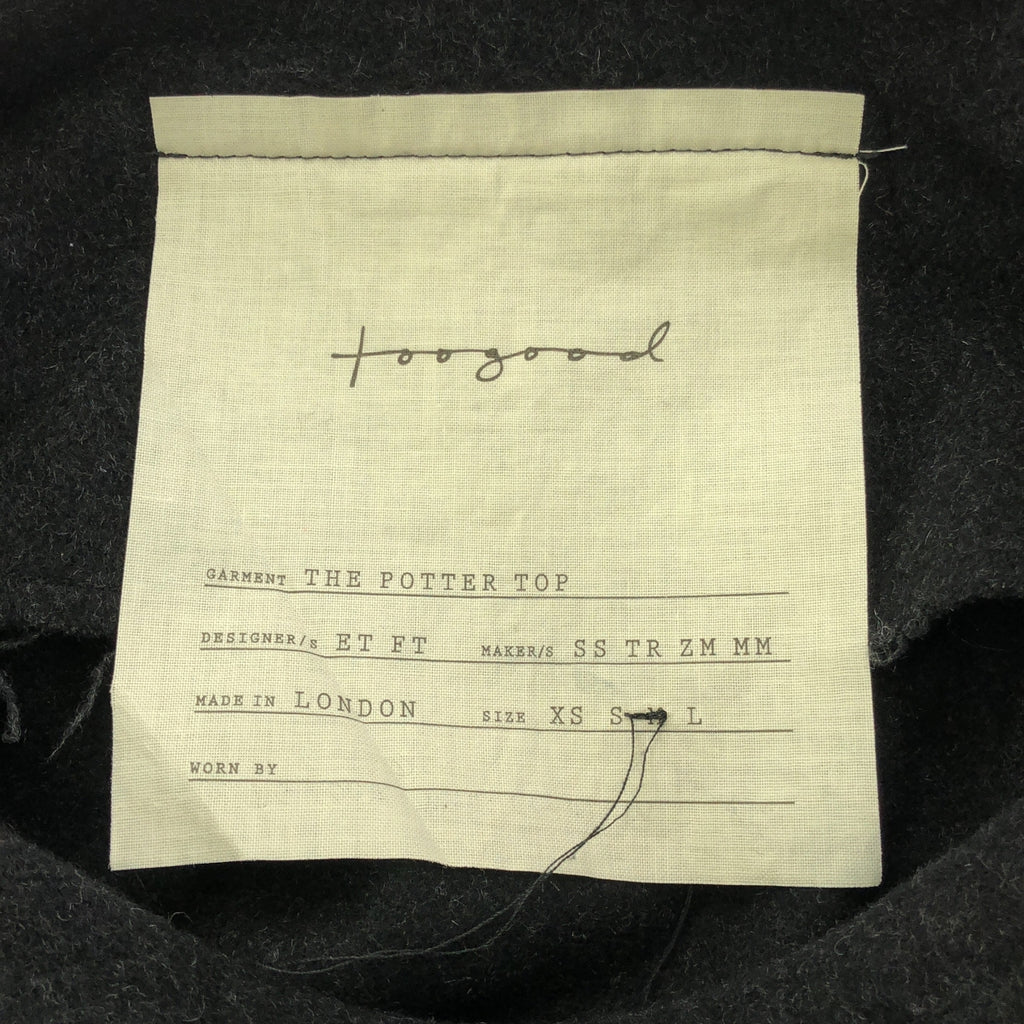 toogood
GARMENT THE POTTER TOP
DESIGNER/s ET FT MAKER/S SS TR ZM MM
MADE IN LONDON SIZE XS S M L
WORN BY